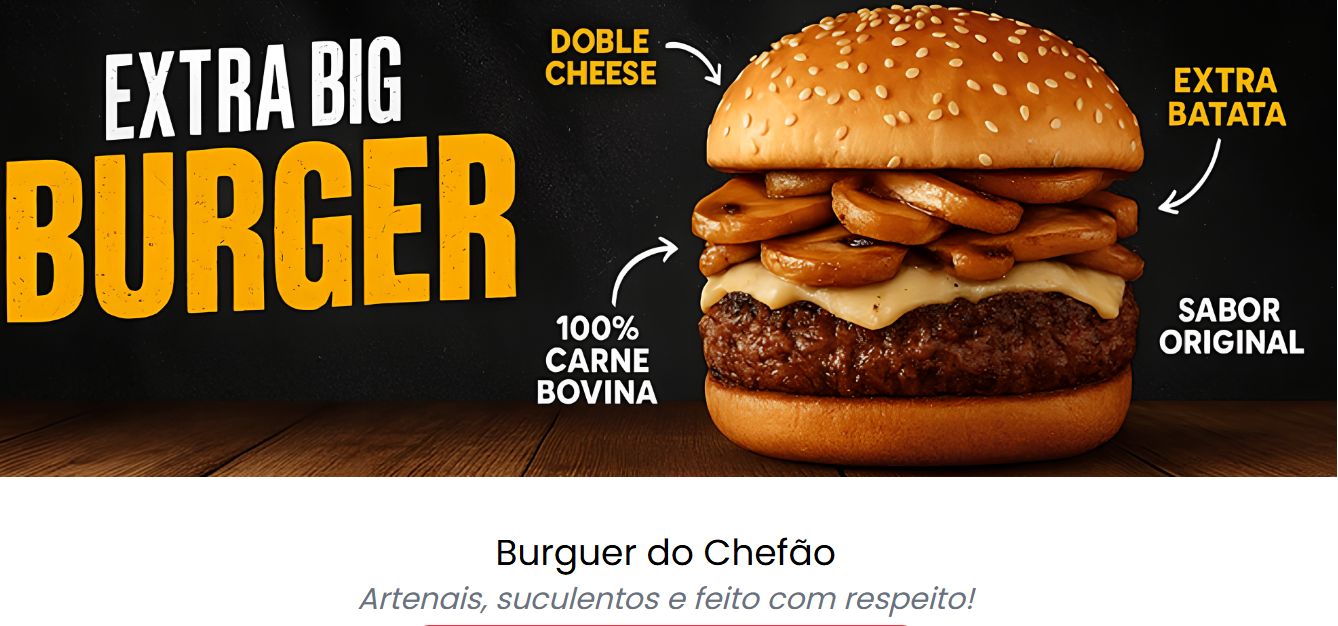 EXTRA BIG
BURGER
DOBLE
CHEESE
EXTRA
BATATA
100%
CARNE
BOVINA
SABOR
ORIGINAL
Burguer do Chefão
Artenais, suculentos e feito com respeito!